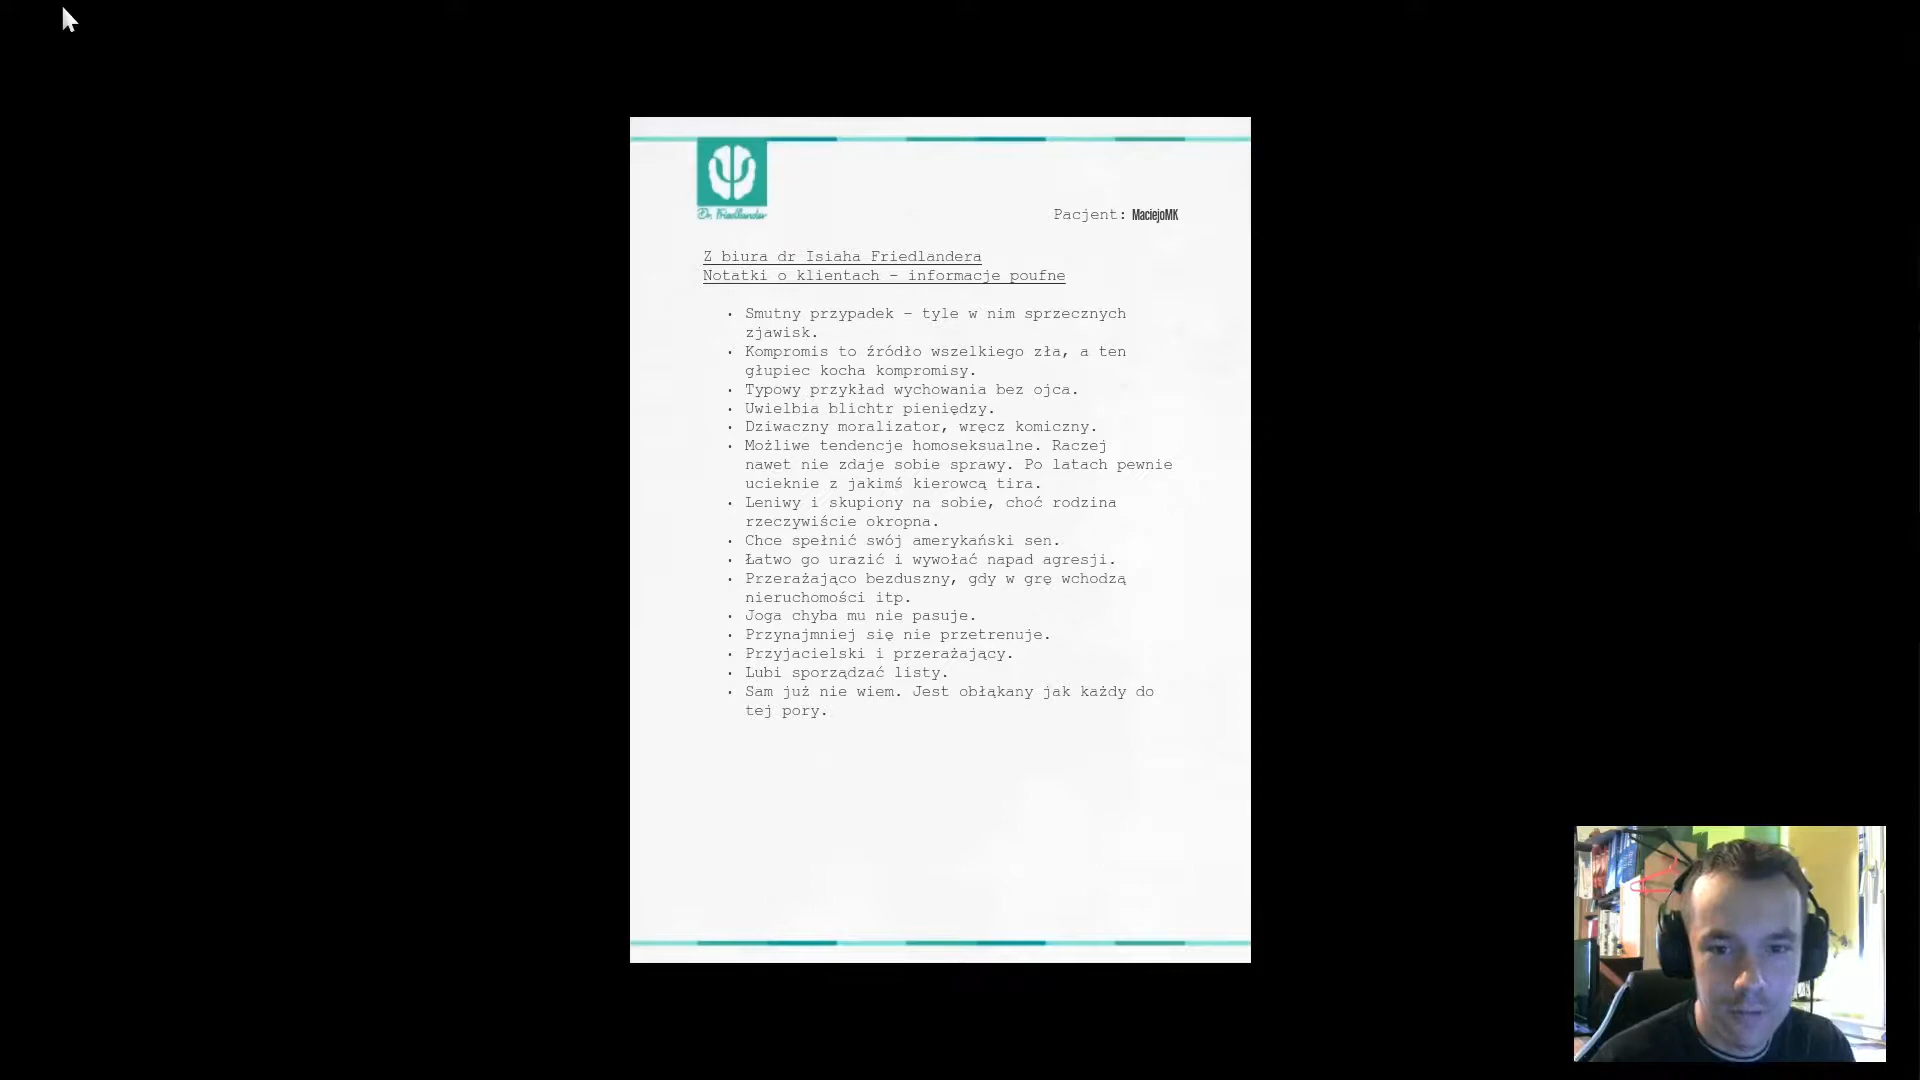 Dr. Friedlander
Pacjent: MaciejoMK
Z biura dr Isiaha Friedlandera
Notatki o klientach – informacje poufne
• Smutny przypadek – tyle w nim sprzecznych
zjawisk.
• Kompromis to źródło wszelkiego zła, a ten
głupiec kocha kompromisy.
• Typowy przykład wychowania bez ojca.
• Uwielbia blichtr pieniędzy.
• Dziwaczny moralizator, wręcz komiczny.
• Możliwe tendencje homoseksualne. Raczej
nawet nie zdaje sobie sprawy. Po latach pewnie
ucieknie z jakimś kierowcą tira.
• Leniwy i skupiony na sobie, choć rodzina
rzeczywiście okropna.
• Chce spełnić swój amerykański sen.
• Łatwo go urazić i wywołać napad agresji.
• Przerażająco bezduszny, gdy w grę wchodzą
nieruchomości itp.
• Joga chyba mu nie pasuje.
• Przynajmniej się nie przetrenuje.
• Przyjacielski i przerażający.
• Lubi sporządzać listy.
• Sam już nie wiem. Jest obłąkany jak każdy do
tej pory.